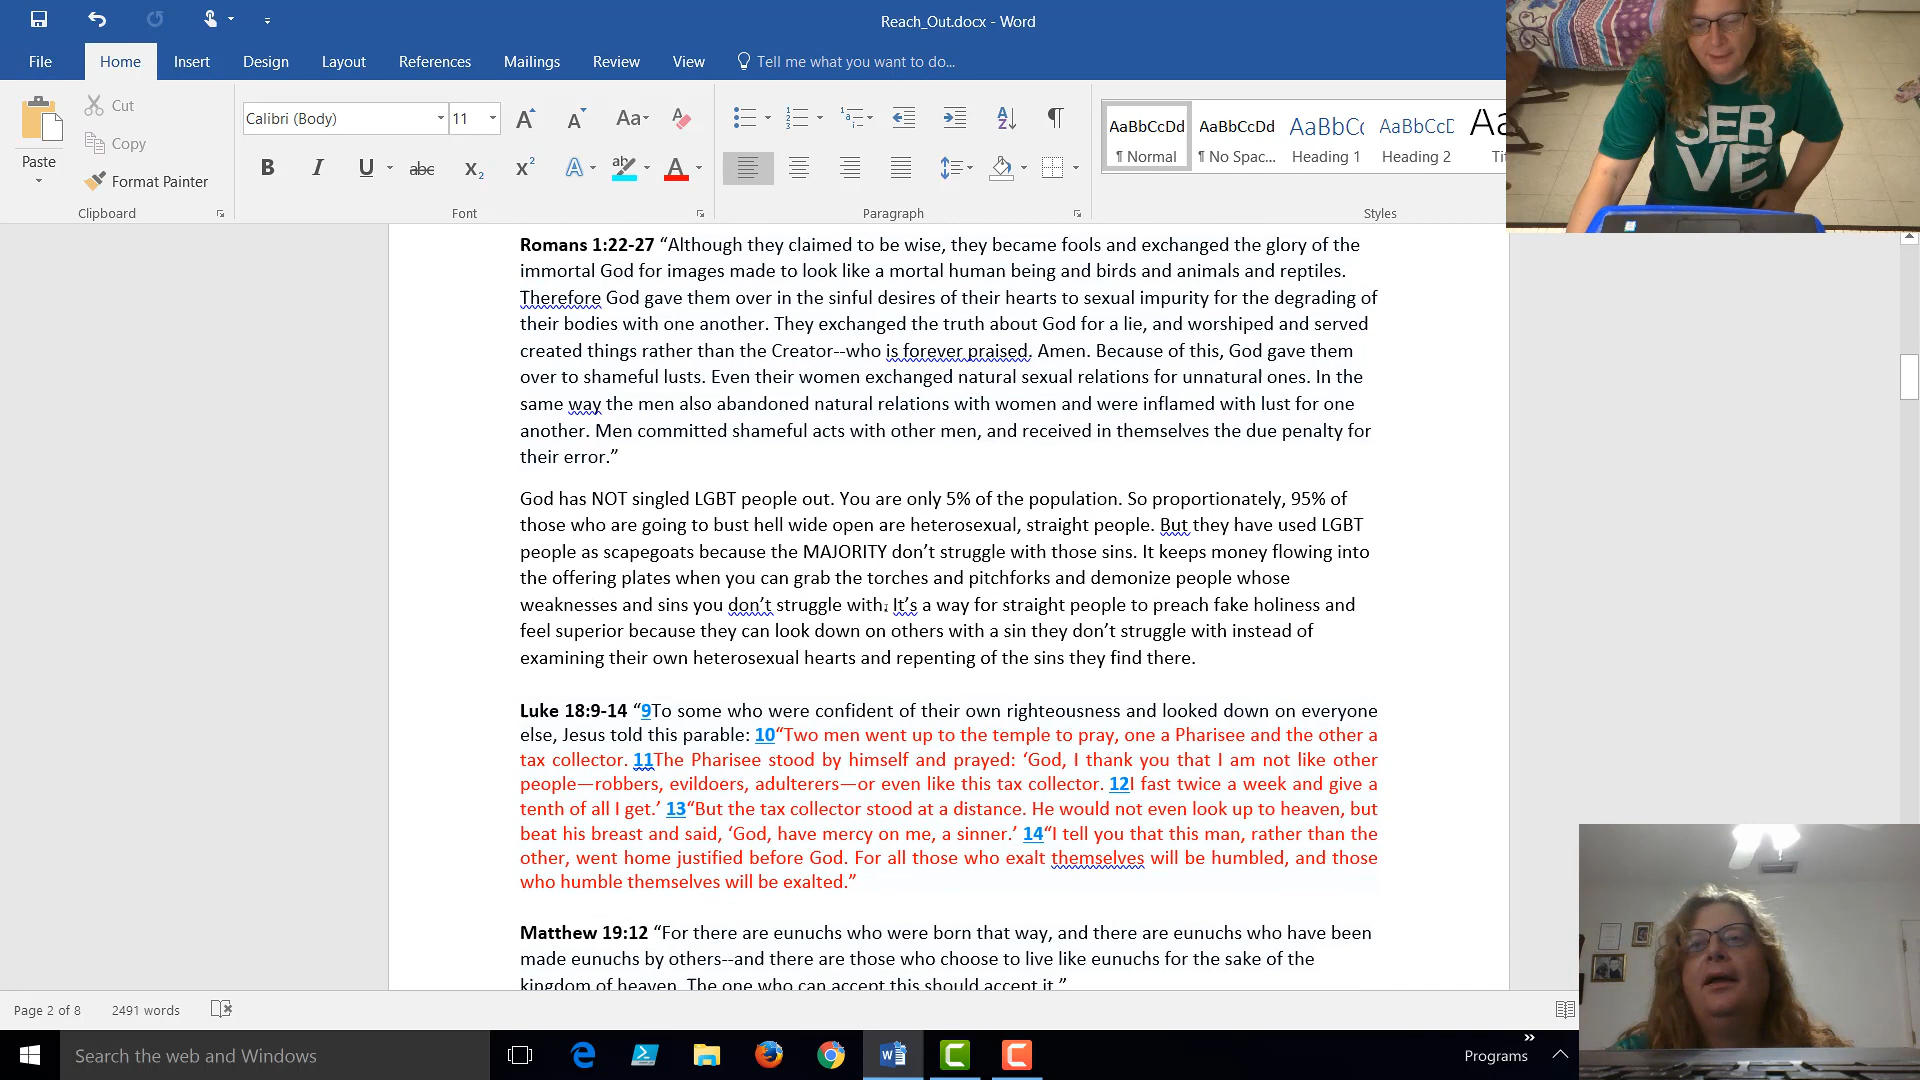 Reach_Out.docx - Word
File Home Insert Design Layout References Mailings Review View Tell me what you want to do...
Paste
Cut
Copy
Format Painter
Clipboard
Calibri (Body) 11
Font
Paragraph
AaBbCcDd
¶ Normal
AaBbCcDd
¶ No Spac...
AaBbCc
Heading 1
AaBbCcD
Heading 2
Aa
Styles
SER
VE
Romans 1:22-27 “Although they claimed to be wise, they became fools and exchanged the glory of the
immortal God for images made to look like a mortal human being and birds and animals and reptiles.
Therefore God gave them over in the sinful desires of their hearts to sexual impurity for the degrading of
their bodies with one another. They exchanged the truth about God for a lie, and worshiped and served
created things rather than the Creator--who is forever praised. Amen. Because of this, God gave them
over to shameful lusts. Even their women exchanged natural sexual relations for unnatural ones. In the
same way the men also abandoned natural relations with women and were inflamed with lust for one
another. Men committed shameful acts with other men, and received in themselves the due penalty for
their error.”
God has NOT singled LGBT people out. You are only 5% of the population. So proportionately, 95% of
those who are going to bust hell wide open are heterosexual, straight people. But they have used LGBT
people as scapegoats because the MAJORITY don’t struggle with those sins. It keeps money flowing into
the offering plates when you can grab the torches and pitchforks and demonize people whose
weaknesses and sins you don’t struggle with. It’s a way for straight people to preach fake holiness and
feel superior because they can look down on others with a sin they don’t struggle with instead of
examining their own heterosexual hearts and repenting of the sins they find there.
Luke 18:9-14 “9To some who were confident of their own righteousness and looked down on everyone
else, Jesus told this parable: 10“Two men went up to the temple to pray, one a Pharisee and the other a
tax collector. 11The Pharisee stood by himself and prayed: ‘God, I thank you that I am not like other
people—robbers, evildoers, adulterers—or even like this tax collector. 12I fast twice a week and give a
tenth of all I get.’ 13“But the tax collector stood at a distance. He would not even look up to heaven, but
beat his breast and said, ‘God, have mercy on me, a sinner.’ 14“I tell you that this man, rather than the
other, went home justified before God. For all those who exalt themselves will be humbled, and those
who humble themselves will be exalted.”
Matthew 19:12 “For there are eunuchs who were born that way, and there are eunuchs who have been
made eunuchs by others--and there are those who choose to live like eunuchs for the sake of the
kingdom of heaven. The one who can accept this should accept it.”
Page 2 of 8 2491 words
Search the web and Windows
Programs